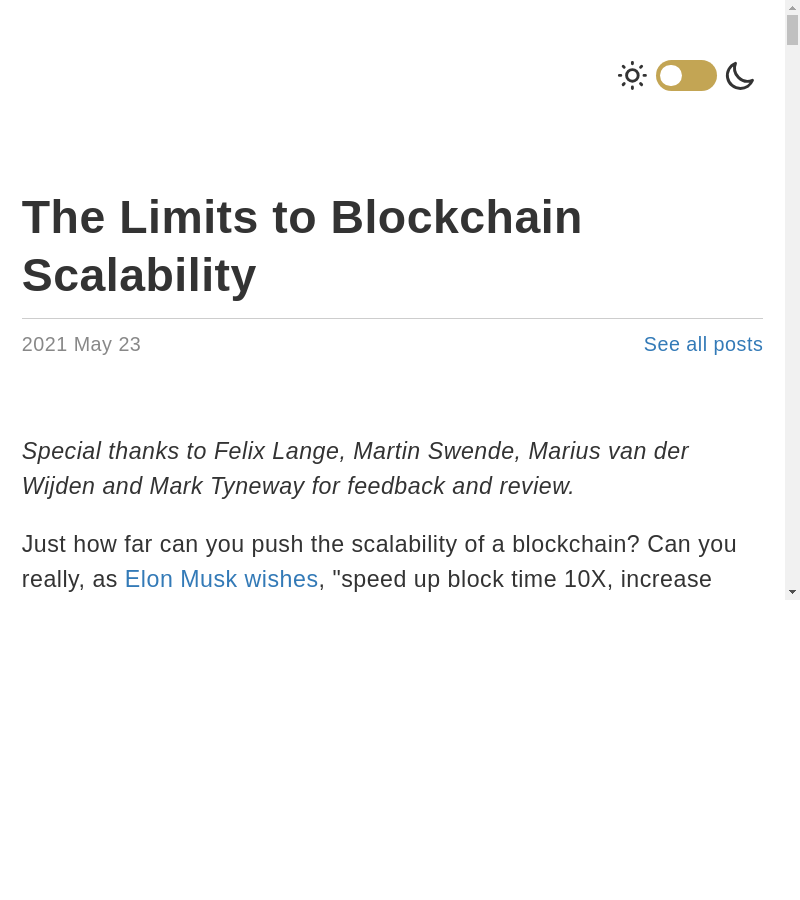 The Limits to Blockchain
Scalability
2021 May 23
See all posts
Special thanks to Felix Lange, Martin Swende, Marius van der
Wijden and Mark Tyneway for feedback and review.
Just how far can you push the scalability of a blockchain? Can you
really, as Elon Musk wishes, "speed up block time 10X, increase